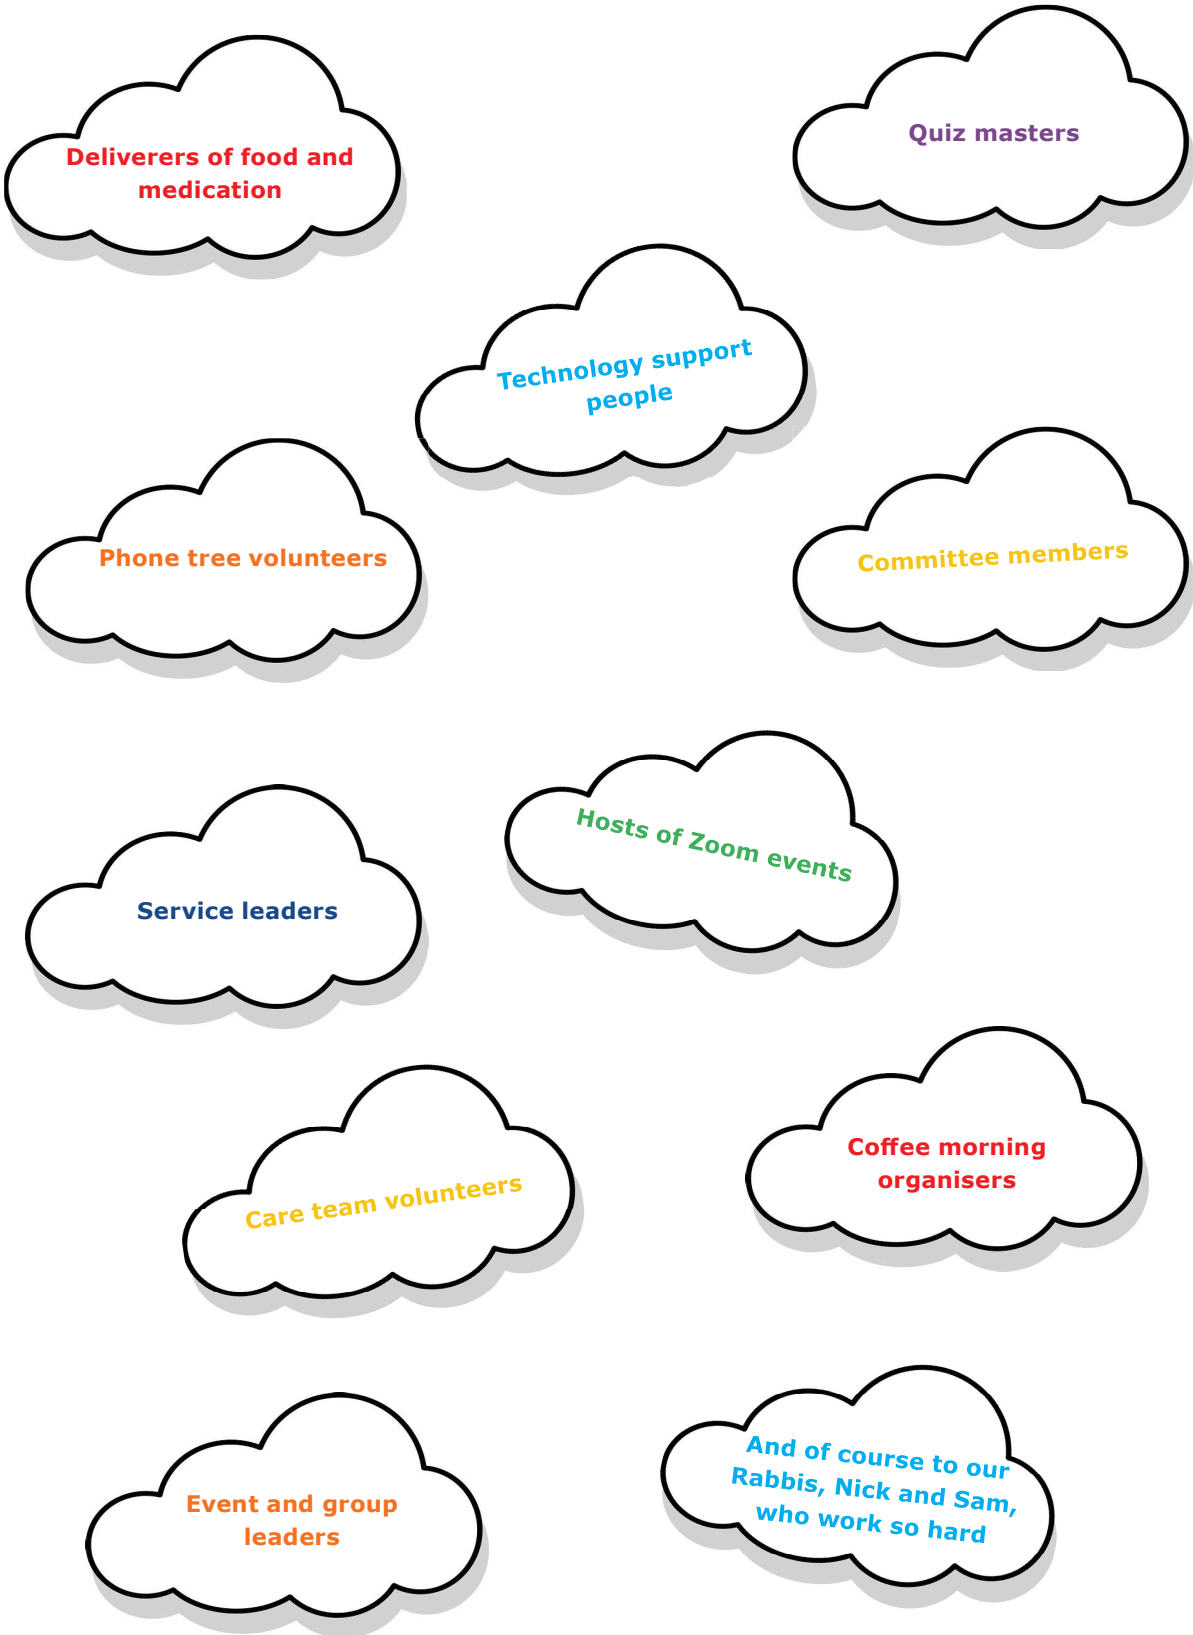 Deliverers of food and
medication
Quiz masters
Technology support
people
Phone tree volunteers
Committee members
Hosts of Zoom events
Service leaders
Care team volunteers
Coffee morning
organisers
Event and group
leaders
And of course to our
Rabbis, Nick and Sam,
who work so hard